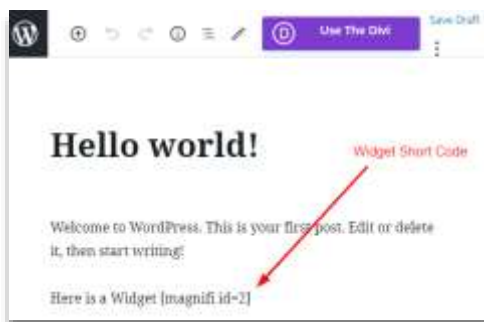 Use The Divi
Save Draft
Hello world!
Widget Short Code
Welcome to WordPress. This is your first post. Edit or delete
it, then start writing!
Here is a Widget [magnifi id=2]